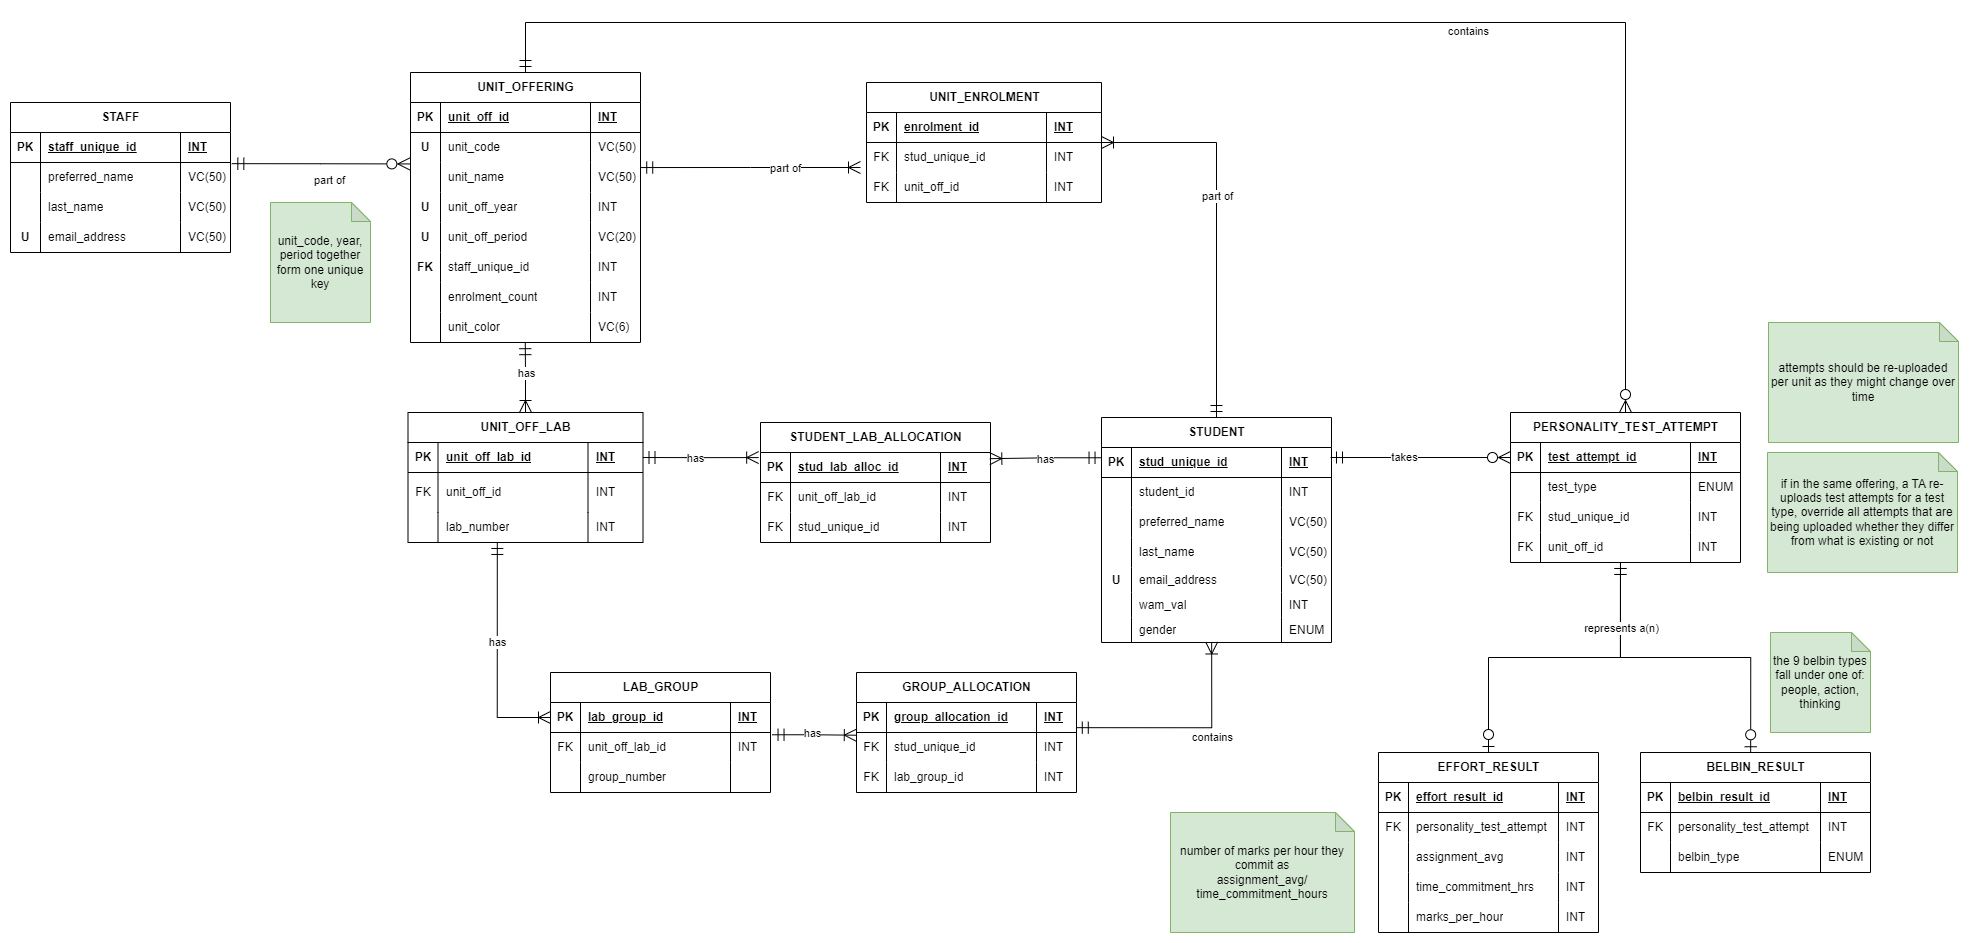 contains
STAFF
PK staff_unique_id INT
preferred_name VC(50)
last_name VC(50)
U email_address VC(50)
part of
unit_code, year,
period together
form one unique
key
UNIT_OFFERING
PK unit_off_id INT
U unit_code VC(50)
unit_name VC(50)
U unit_off_year INT
U unit_off_period VC(20)
FK staff_unique_id INT
enrolment_count INT
unit_color VC(6)
part of
UNIT_ENROLMENT
PK enrolment_id INT
FK stud_unique_id INT
FK unit_off_id INT
part of
has
UNIT_OFF_LAB
PK unit_off_lab_id INT
FK unit_off_id INT
lab_number INT
has
STUDENT_LAB_ALLOCATION
PK stud_lab_alloc_id INT
FK unit_off_lab_id INT
FK stud_unique_id INT
has
STUDENT
PK stud_unique_id INT
student_id INT
preferred_name VC(50)
last_name VC(50)
U email_address VC(50)
wam_val INT
gender ENUM
takes
PERSONALITY_TEST_ATTEMPT
PK test_attempt_id INT
test_type ENUM
FK stud_unique_id INT
FK unit_off_id INT
attempts should be re-uploaded
per unit as they might change over
time
if in the same offering, a TA re-
uploads test attempts for a test
type, override all attempts that are
being uploaded whether they differ
from what is existing or not
has
LAB_GROUP
PK lab_group_id INT
FK unit_off_lab_id INT
group_number
has
GROUP_ALLOCATION
PK group_allocation_id INT
FK stud_unique_id INT
FK lab_group_id INT
contains
represents a(n)
the 9 belbin types
fall under one of:
people, action,
thinking
number of marks per hour they
commit as
assignment_avg/
time_commitment_hours
EFFORT_RESULT
PK effort_result_id INT
FK personality_test_attempt INT
assignment_avg INT
time_commitment_hrs INT
marks_per_hour INT
BELBIN_RESULT
PK belbin_result_id INT
FK personality_test_attempt INT
belbin_type ENUM